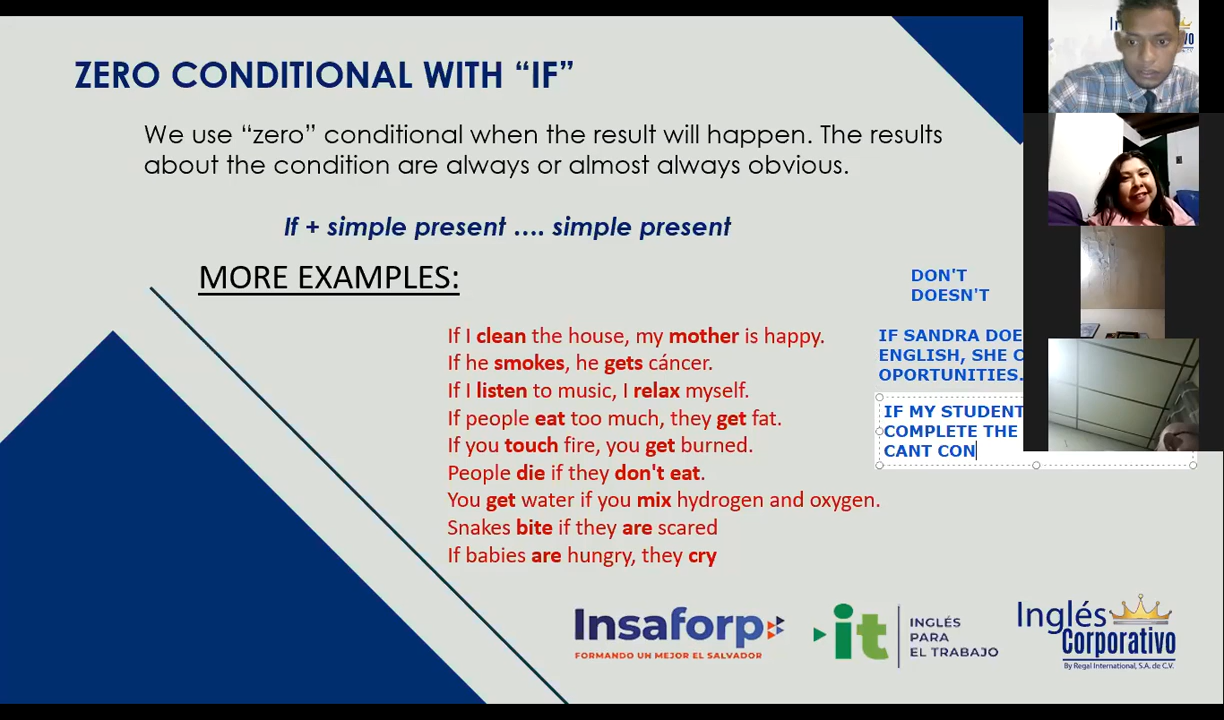 ZERO CONDITIONAL WITH “IF”
We use “zero” conditional when the result will happen. The results
about the condition are always or almost always obvious.
If + simple present .... simple present
MORE EXAMPLES:
If I clean the house, my mother is happy.
If he smokes, he gets cáncer.
If I listen to music, I relax myself.
If people eat too much, they get fat.
If you touch fire, you get burned.
People die if they don't eat.
You get water if you mix hydrogen and oxygen.
Snakes bite if they are scared
If babies are hungry, they cry
DON'T
DOESN'T
IF SANDRA
ENGLISH, SHE
OPORTUNITIES.
IF MY STUDENT
COMPLETE THE
CANT CON
Insaforp
FORMANDO UN MEJOR EL SALVADOR
it
INGLÉS
PARA
EL TRABAJO
Inglés
Corporativo
By Regal International, S.A. de C.V.